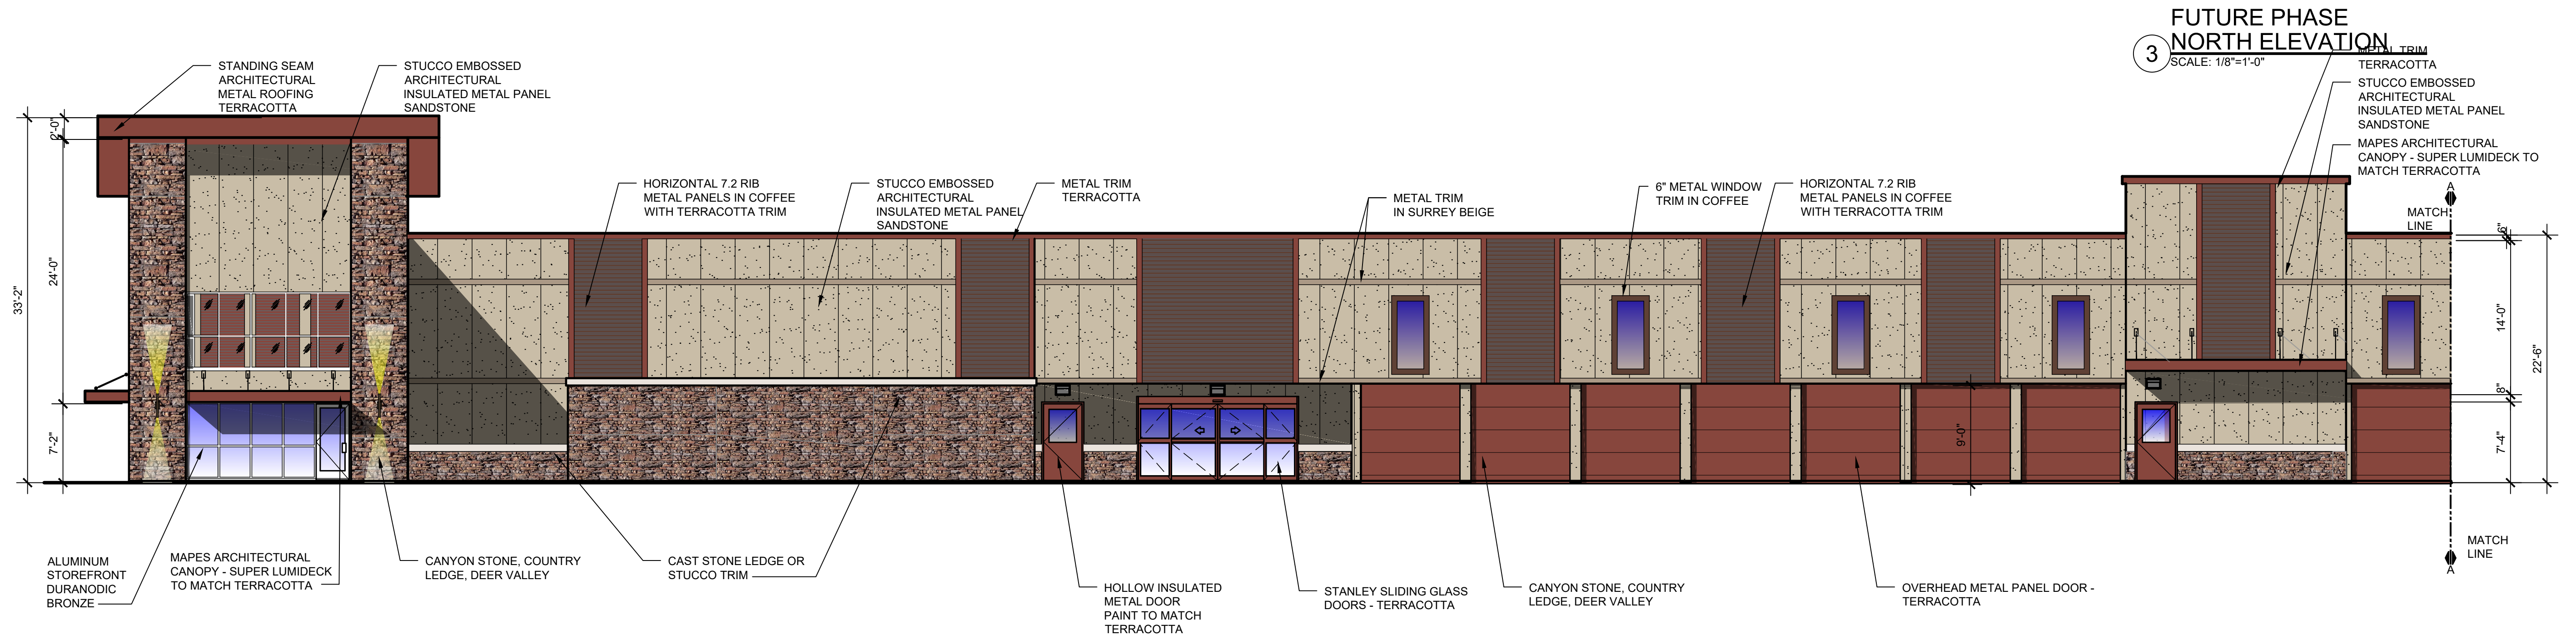 FUTURE PHASE
NORTH ELEVATION
3
SCALE: 1/8"=1'-0"
STANDING SEAM
ARCHITECTURAL
METAL ROOFING
TERRACOTTA
STUCCO EMBOSSED
ARCHITECTURAL
INSULATED METAL PANEL
SANDSTONE
HORIZONTAL 7.2 RIB
METAL PANELS IN COFFEE
WITH TERRACOTTA TRIM
STUCCO EMBOSSED
ARCHITECTURAL
INSULATED METAL PANEL
SANDSTONE
METAL TRIM
TERRACOTTA
METAL TRIM
IN SURREY BEIGE
6" METAL WINDOW
TRIM IN COFFEE
HORIZONTAL 7.2 RIB
METAL PANELS IN COFFEE
WITH TERRACOTTA TRIM
METAL TRIM
TERRACOTTA
STUCCO EMBOSSED
ARCHITECTURAL
INSULATED METAL PANEL
SANDSTONE
MAPES ARCHITECTURAL
CANOPY - SUPER LUMIDECK TO
MATCH TERRACOTTA
A
MATCH
LINE
33'-2"
2'-0"
24'-0"
7'-2"
9'-0"
6"
14'-0"
8"
7'-4"
22'-6"
ALUMINUM
STOREFRONT
DURANODIC
BRONZE
MAPES ARCHITECTURAL
CANOPY - SUPER LUMIDECK
TO MATCH TERRACOTTA
CANYON STONE, COUNTRY
LEDGE, DEER VALLEY
CAST STONE LEDGE OR
STUCCO TRIM
HOLLOW INSULATED
METAL DOOR
PAINT TO MATCH
TERRACOTTA
STANLEY SLIDING GLASS
DOORS - TERRACOTTA
CANYON STONE, COUNTRY
LEDGE, DEER VALLEY
OVERHEAD METAL PANEL DOOR -
TERRACOTTA
MATCH
LINE
A